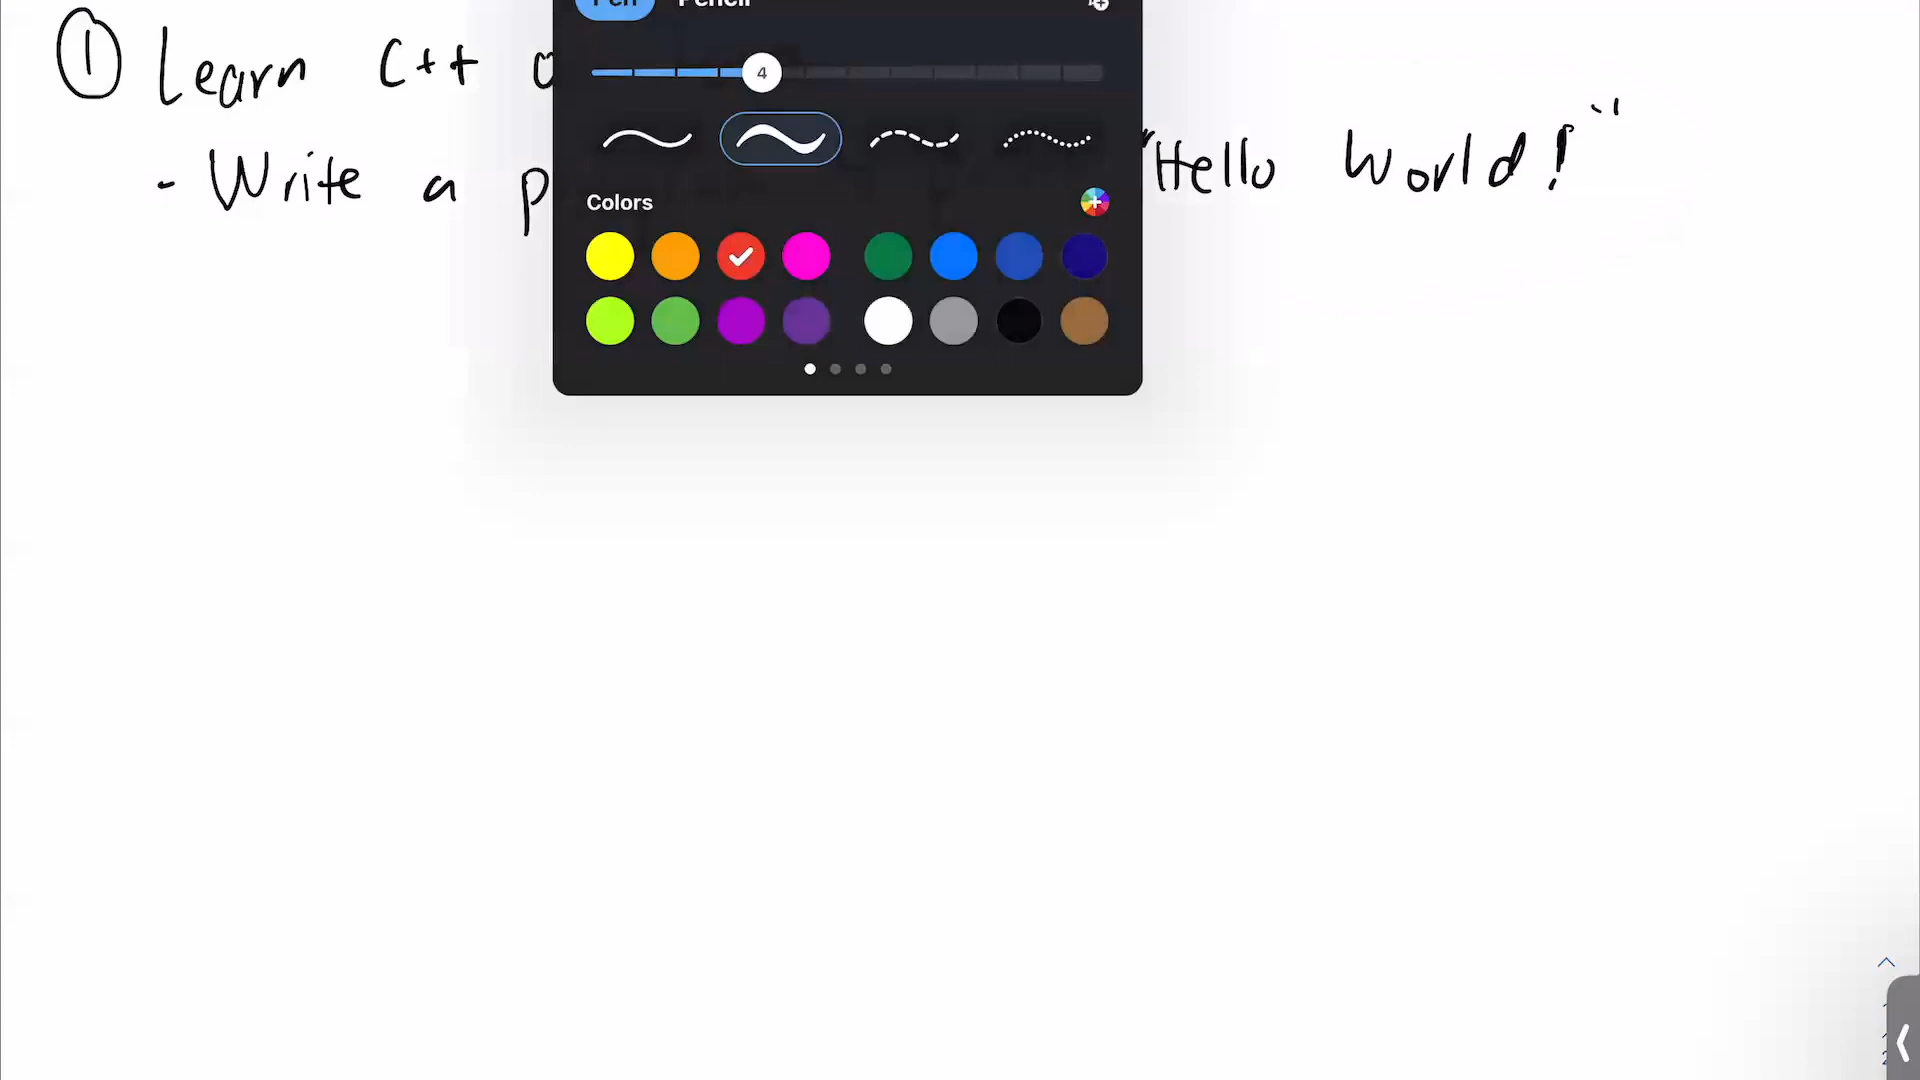 Pen Pencil
① Learn C++
4
- Write a "Hello World!"
Colors